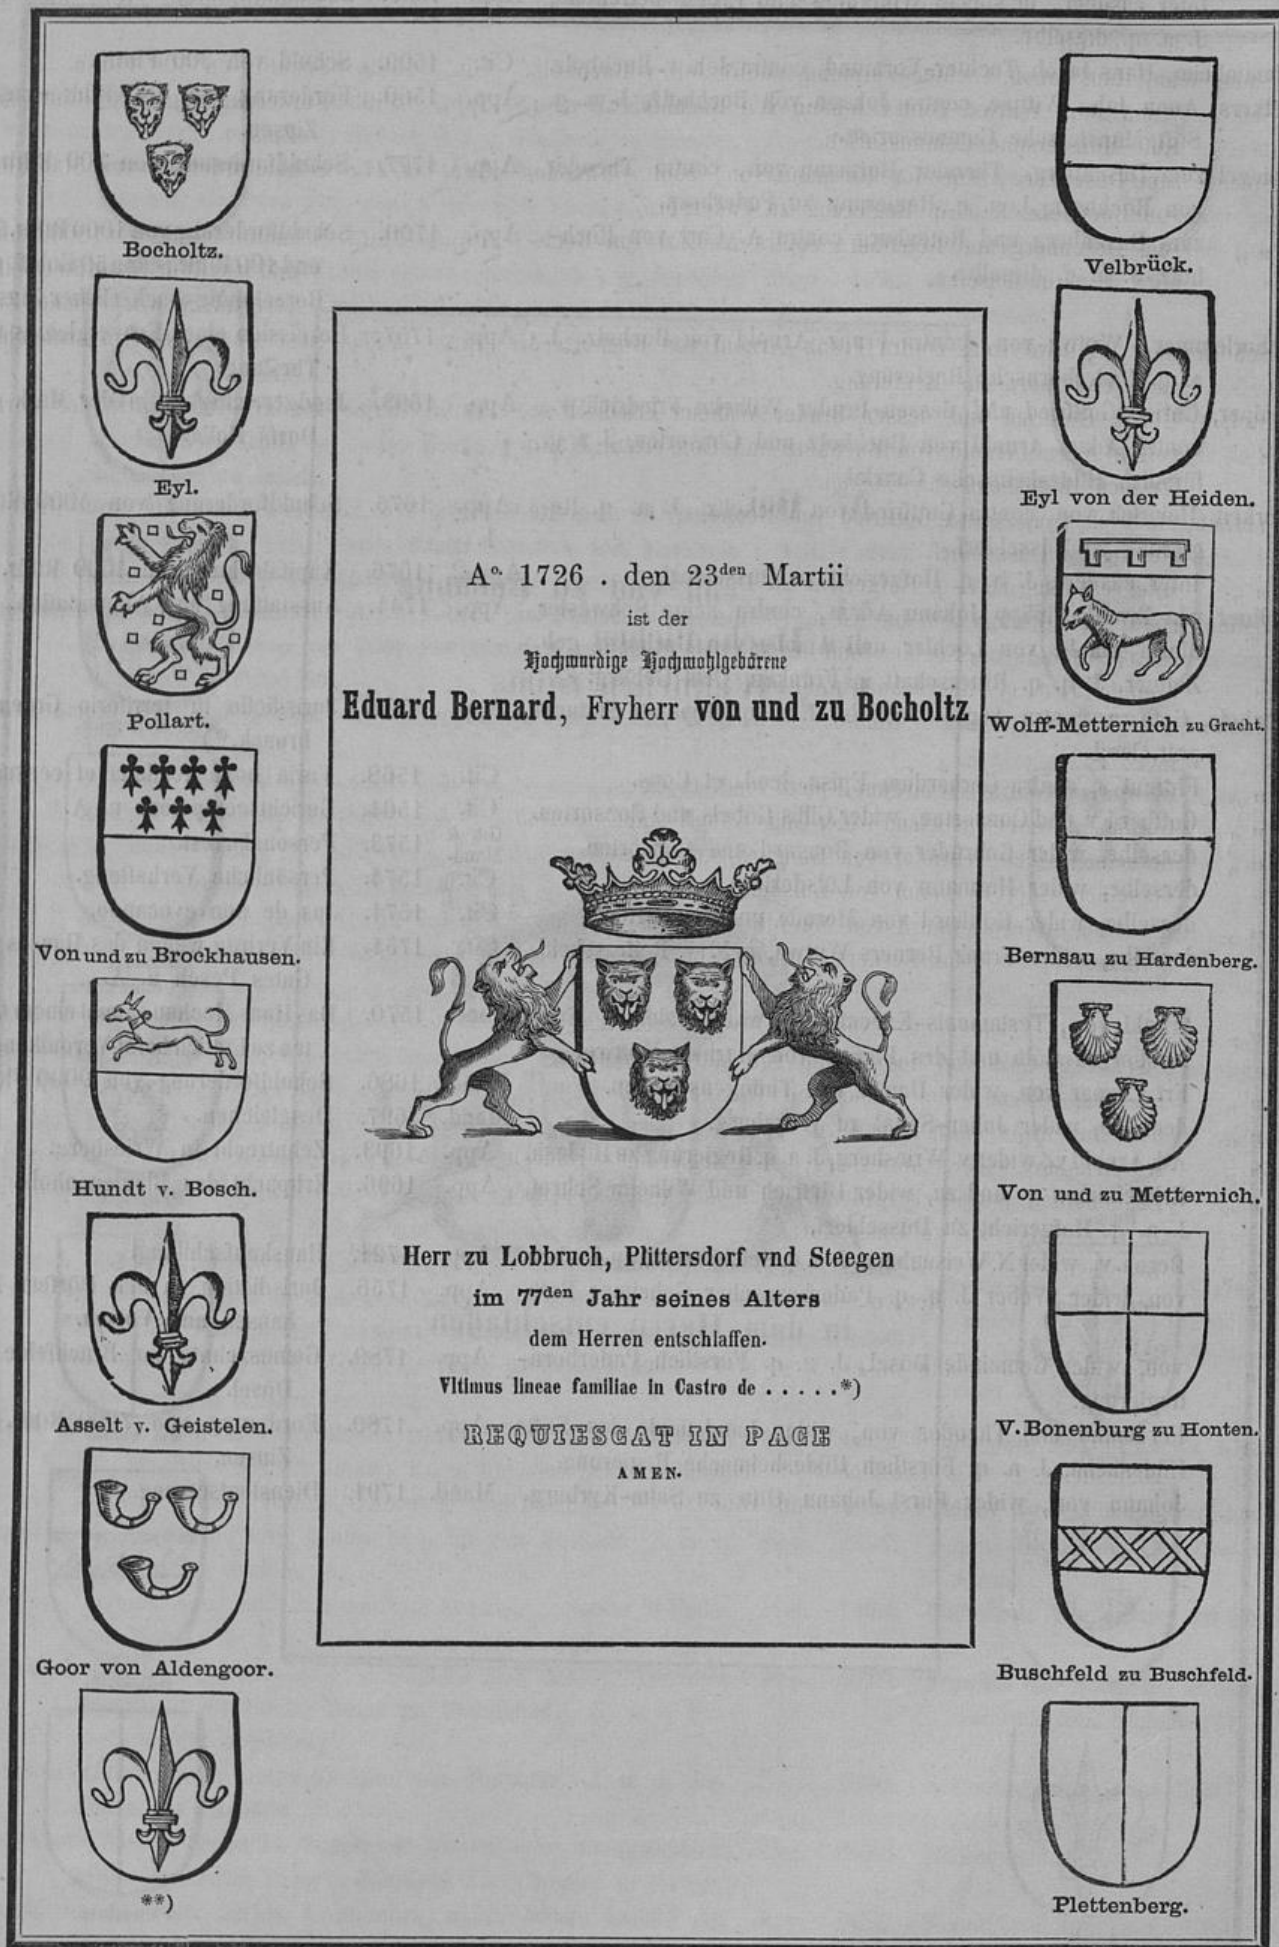 Bocholtz.
Eyl.
Pollart.
Von und zu Brockhausen.
Hundt v. Bosch.
Asselt v. Geistelen.
Goor von Aldengoor.
**)
A⁰. 1726 . den 23ᵈᵉⁿ Martii
ist der
Hochwurdige Hochwohlgebärene
Eduard Bernard, Fryherr von und zu Bocholtz
Herr zu Lobbruch, Plittersdorf vnd Steegen
im 77ᵈᵉⁿ Jahr seines Alters
dem Herren entschlaffen.
Vltimus lineae familiae in Castro de . . . . .*)
REQUIESCAT IN PACE
AMEN.
Velbrück.
Eyl von der Heiden.
Wolff-Metternich zu Gracht.
Bernsau zu Hardenberg.
Von und zu Metternich.
V. Bonenburg zu Honten.
Buschfeld zu Buschfeld.
Plettenberg.